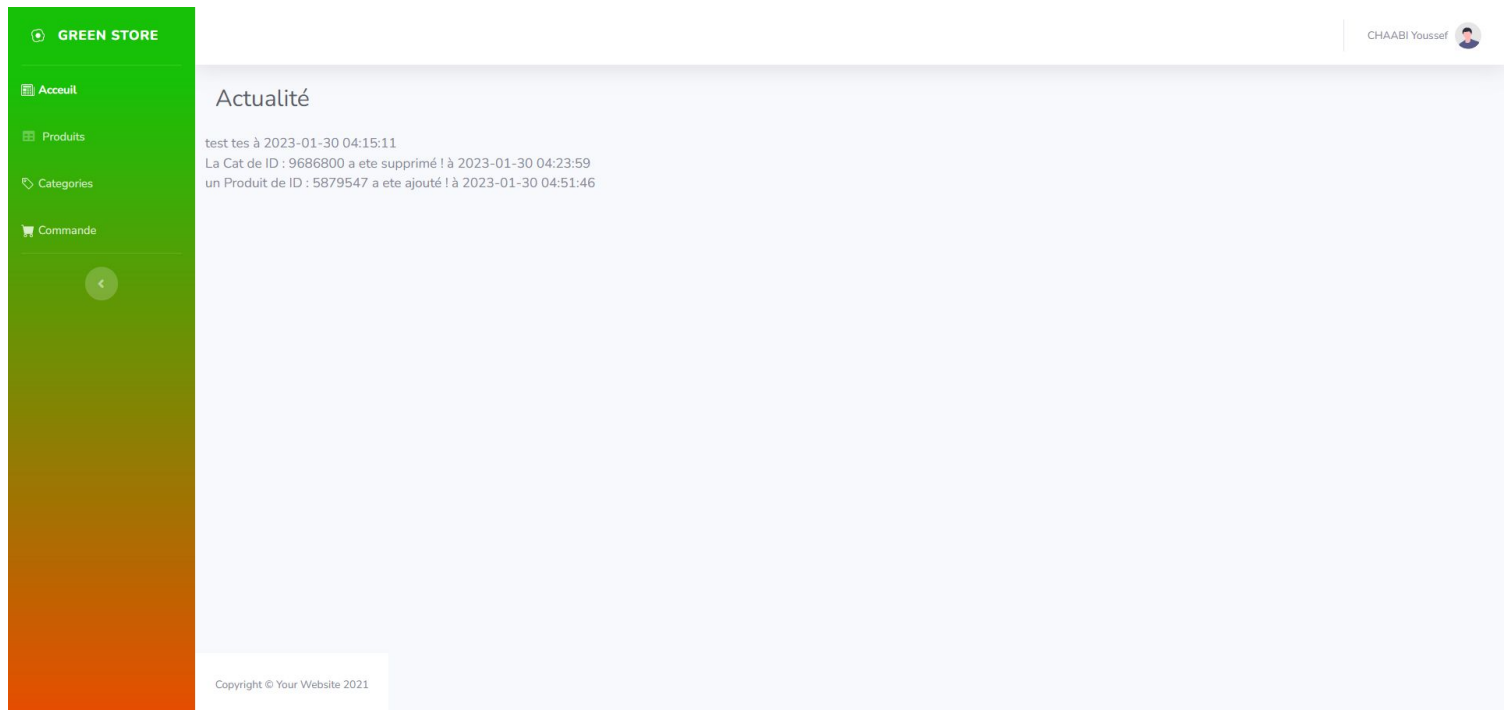 GREEN STORE
CHAABI Youssef
Acceuil
Produits
Categories
Commande
Actualité
test tes à 2023-01-30 04:15:11
La Cat de ID : 9686800 a ete supprimé ! à 2023-01-30 04:23:59
un Produit de ID : 5879547 a ete ajouté ! à 2023-01-30 04:51:46
Copyright © Your Website 2021